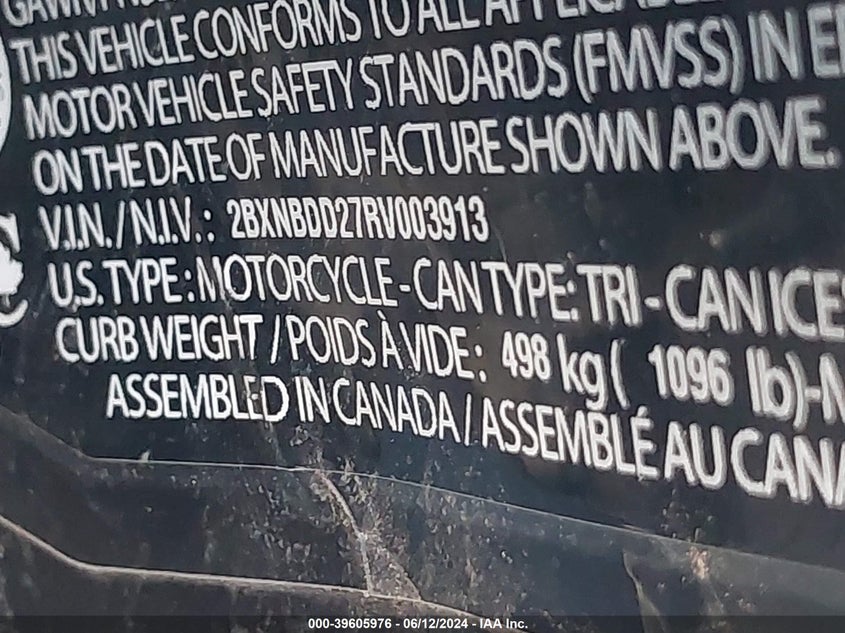 THIS VEHICLE CONFORMS TO ALL
MOTOR VEHICLE SAFETY STANDARDS (FMVSS) IN
ON THE DATE OF MANUFACTURE SHOWN ABOVE.
V.I.N. / N.I.V. : 2BXNBDD27RV003913
U.S. TYPE : MOTORCYCLE - CAN TYPE: TRI - CAN ICES
CURB WEIGHT / POIDS À VIDE : 498 kg ( 1096 lb)-
ASSEMBLED IN CANADA / ASSEMBLÉ AU CANA
000-39605976 - 06/12/2024 - IAA Inc.